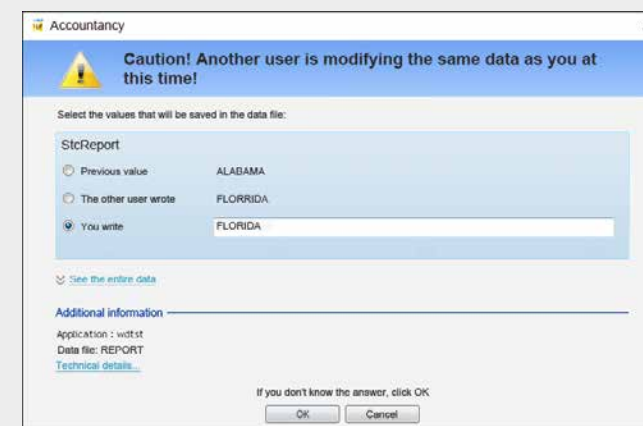 Accountancy
Caution! Another user is modifying the same data as you at
this time!
Select the values that will be saved in the data file:
StcReport
Previous value ALABAMA
The other user wrote FLORRIDA
You write FLORIDA
See the entire data
Additional information
Application : wdtst
Data file: REPORT
Technical details...
If you don't know the answer, click OK
OK Cancel